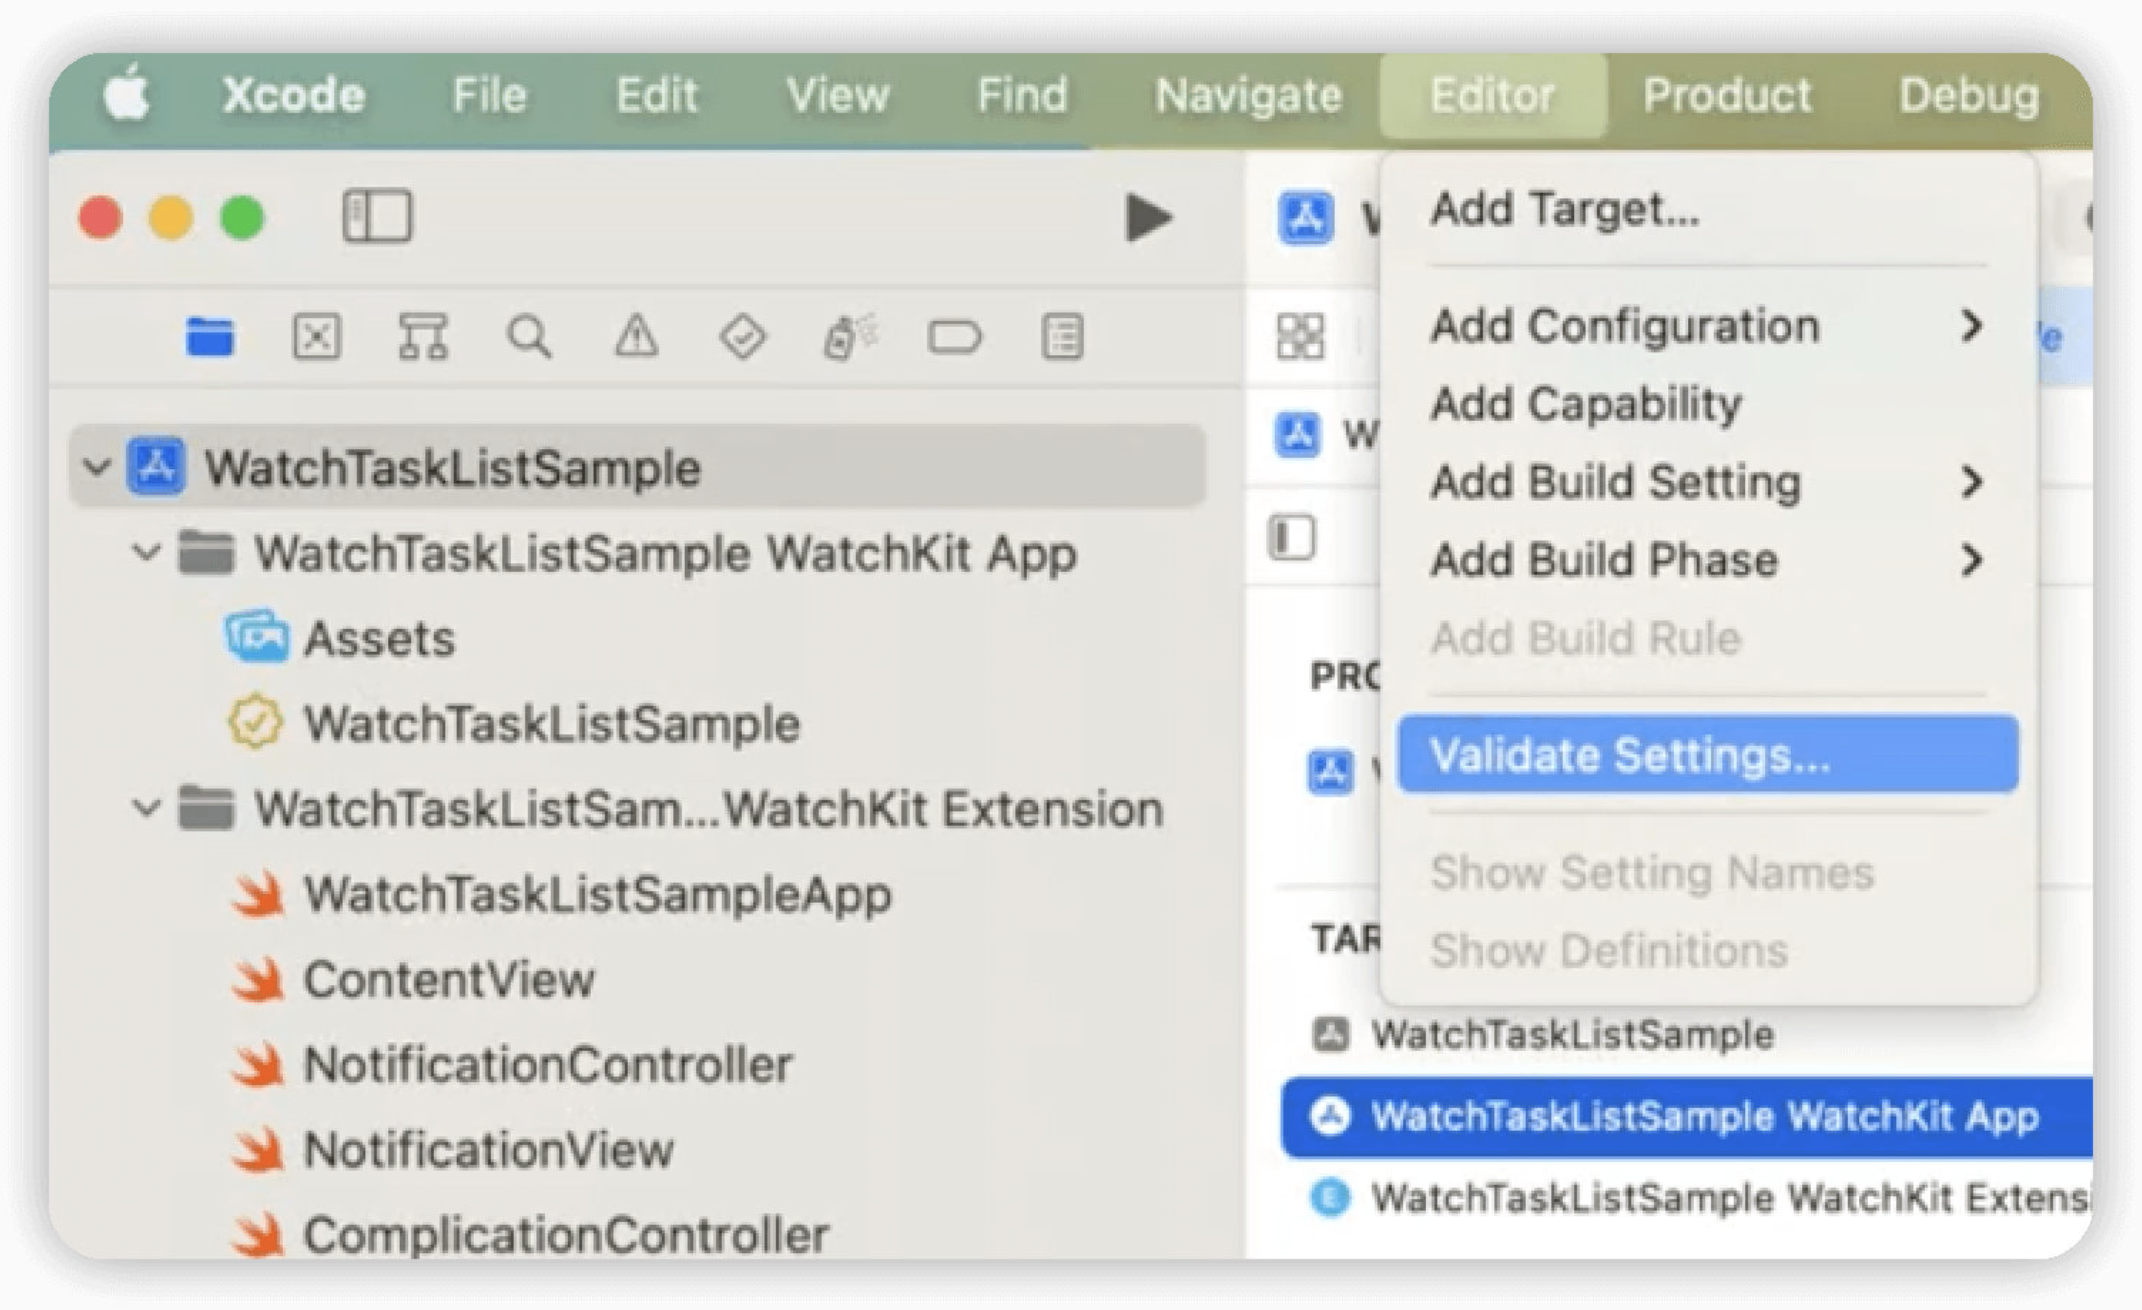 Xcode File Edit View Find Navigate Editor Product Debug
WatchTaskListSample
WatchTaskListSample WatchKit App
Assets
WatchTaskListSample
WatchTaskListSam...WatchKit Extension
WatchTaskListSampleApp
ContentView
NotificationController
NotificationView
ComplicationController
Add Target...
Add Configuration
Add Capability
Add Build Setting
Add Build Phase
Add Build Rule
Validate Settings...
Show Setting Names
Show Definitions
W
PRO
TAR
WatchTaskListSample
WatchTaskListSample WatchKit App
WatchTaskListSample WatchKit Extensi